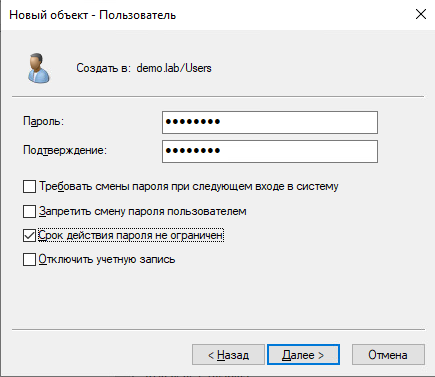 Новый объект - Пользователь
Создать в: demo.lab/Users
Пароль: ●●●●●●●●
Подтверждение: ●●●●●●●●
Требовать смены пароля при следующем входе в систему
Запретить смену пароля пользователем
Срок действия пароля не ограничен
Отключить учетную запись
< Назад Далее > Отмена